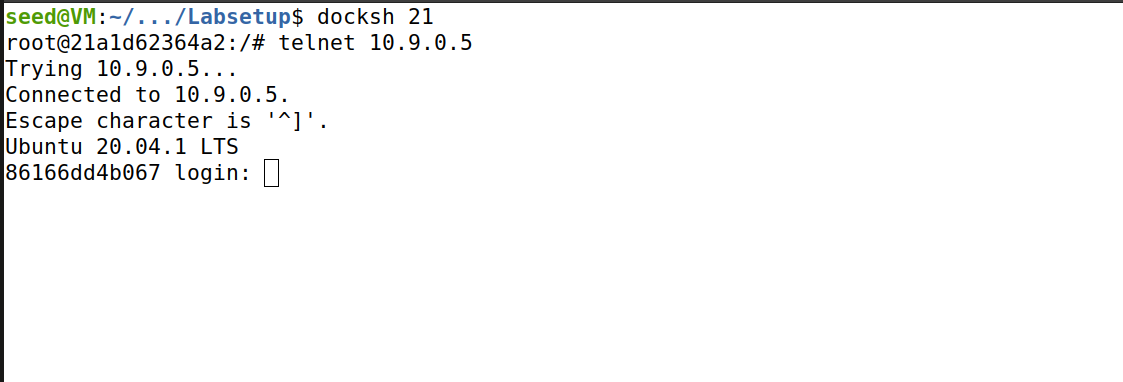 seed@VM:~/.../Labsetup$ docksh 21
root@21a1d62364a2:/# telnet 10.9.0.5
Trying 10.9.0.5...
Connected to 10.9.0.5.
Escape character is '^]'.
Ubuntu 20.04.1 LTS
86166dd4b067 login: